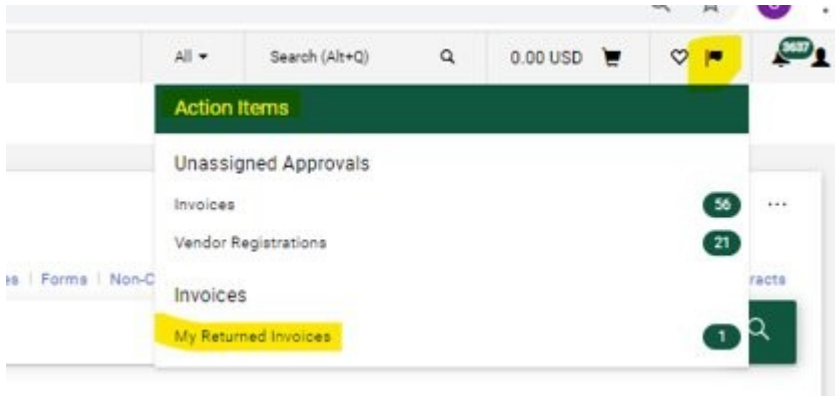 All Search (Alt+Q) 0.00 USD 3637
Action Items
Unassigned Approvals
Invoices 56
Vendor Registrations 21
Forms Non-C
Invoices
My Returned Invoices 1